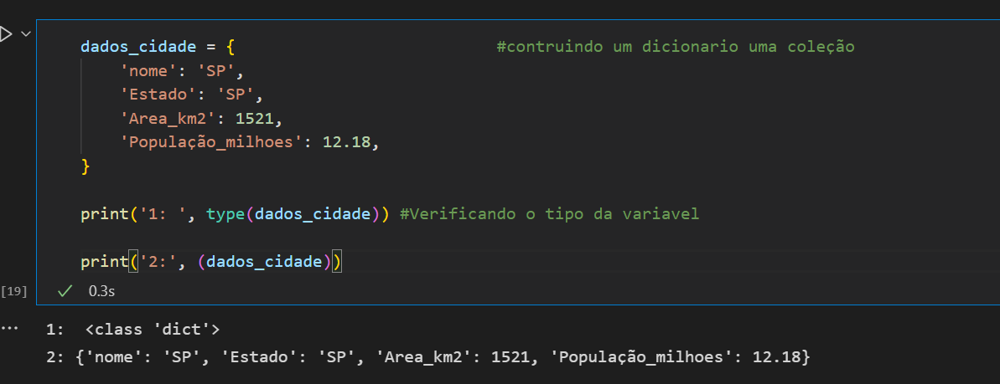 dados_cidade = { #contruindo um dicionario uma coleção
'nome': 'SP',
'Estado': 'SP',
'Area_km2': 1521,
'População_milhoes': 12.18,
}
print('1: ', type(dados_cidade)) #Verificando o tipo da variavel
print('2:', (dados_cidade))
[19] 0.3s
1:  <class 'dict'>
2: {'nome': 'SP', 'Estado': 'SP', 'Area_km2': 1521, 'População_milhoes': 12.18}